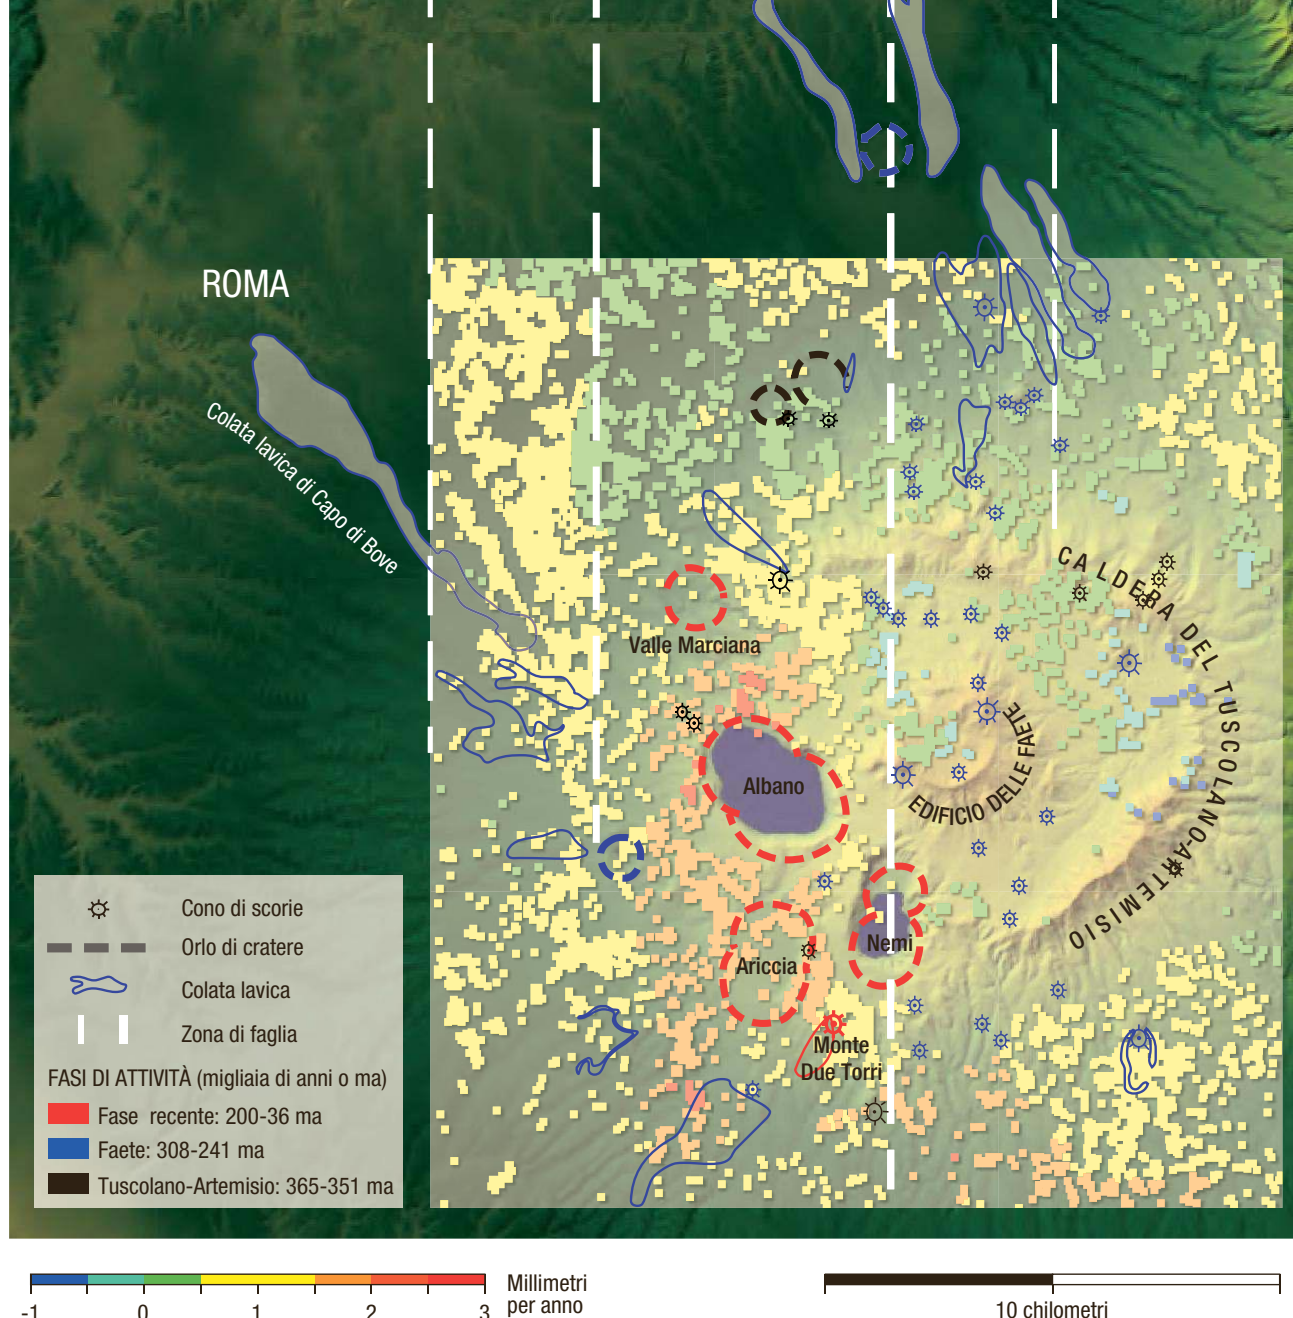 ROMA
Colata lavica di Capo di Bove
CALDERA DEL TUSCOLANO-ARTEMISIO
Valle Marciana
EDIFICIO DELLE FAETE
Albano
Nemi
Ariccia
Monte
Due Torri
Cono di scorie
Orlo di cratere
Colata lavica
Zona di faglia
FASI DI ATTIVITÀ (migliaia di anni o ma)
Fase recente: 200-36 ma
Faete: 308-241 ma
Tuscolano-Artemisio: 365-351 ma
-1 0 1 2 3
Millimetri
per anno
10 chilometri